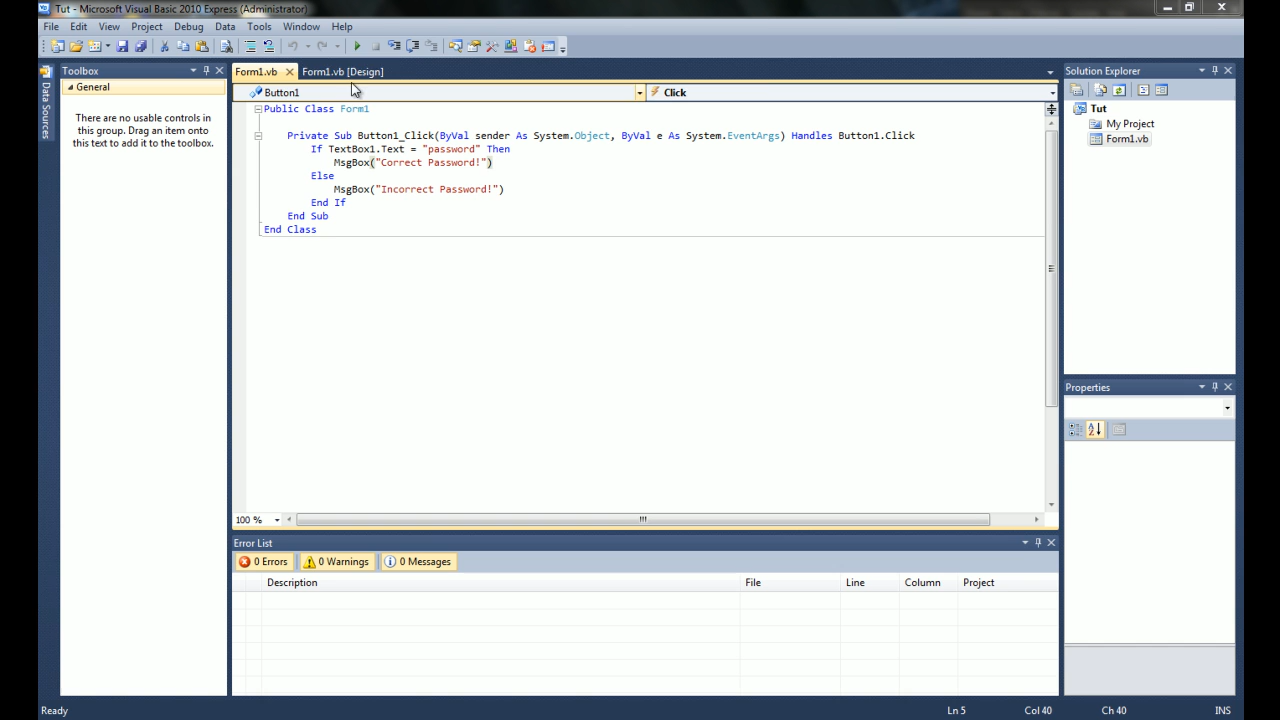 Tut - Microsoft Visual Basic 2010 Express (Administrator)
File Edit View Project Debug Data Tools Window Help
Toolbox
General
There are no usable controls in
this group. Drag an item onto
this text to add it to the toolbox.
Data Sources
Form1.vb Form1.vb [Design]
Button1 Click
Public Class Form1
Private Sub Button1_Click(ByVal sender As System.Object, ByVal e As System.EventArgs) Handles Button1.Click
If TextBox1.Text = "password" Then
MsgBox("Correct Password!")
Else
MsgBox("Incorrect Password!")
End If
End Sub
End Class
100 %
Error List
0 Errors 0 Warnings 0 Messages
Description File Line Column Project
Solution Explorer
Tut
My Project
Form1.vb
Properties
Ready Ln 5 Col 40 Ch 40 INS